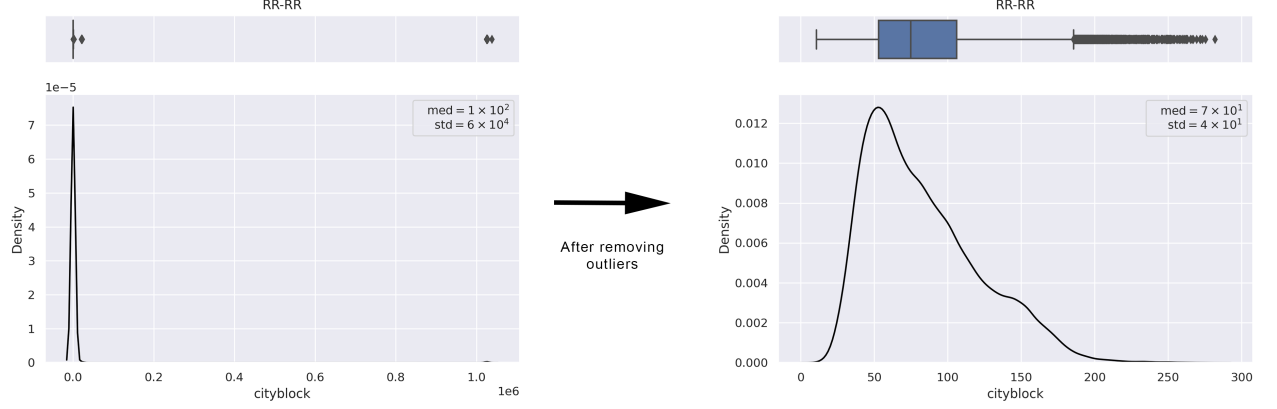 RR-RR
1e−5
med = 1 × 10²
std = 6 × 10⁴
7
6
5
4
3
2
1
0
Density
0.0 0.2 0.4 0.6 0.8 1.0
cityblock
1e6
After removing
outliers
RR-RR
med = 7 × 10¹
std = 4 × 10¹
0.012
0.010
0.008
0.006
0.004
0.002
0.000
Density
0 50 100 150 200 250 300
cityblock